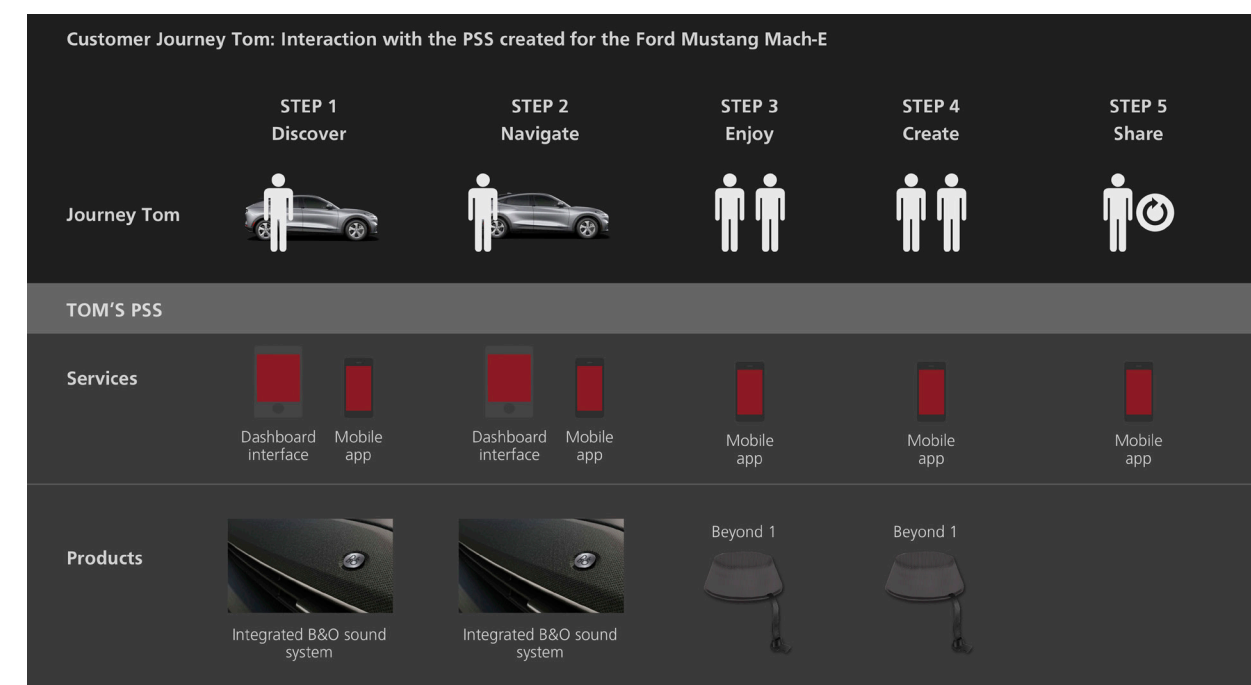 Customer Journey Tom: Interaction with the PSS created for the Ford Mustang Mach-E
STEP 1
Discover
STEP 2
Navigate
STEP 3
Enjoy
STEP 4
Create
STEP 5
Share
Journey Tom
TOM’S PSS
Services
Dashboard
interface
Mobile
app
Dashboard
interface
Mobile
app
Mobile
app
Mobile
app
Mobile
app
Products
Integrated B&O sound
system
Integrated B&O sound
system
Beyond 1
Beyond 1